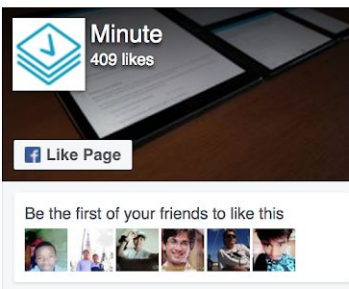 Minute
409 likes
Like Page
Be the first of your friends to like this